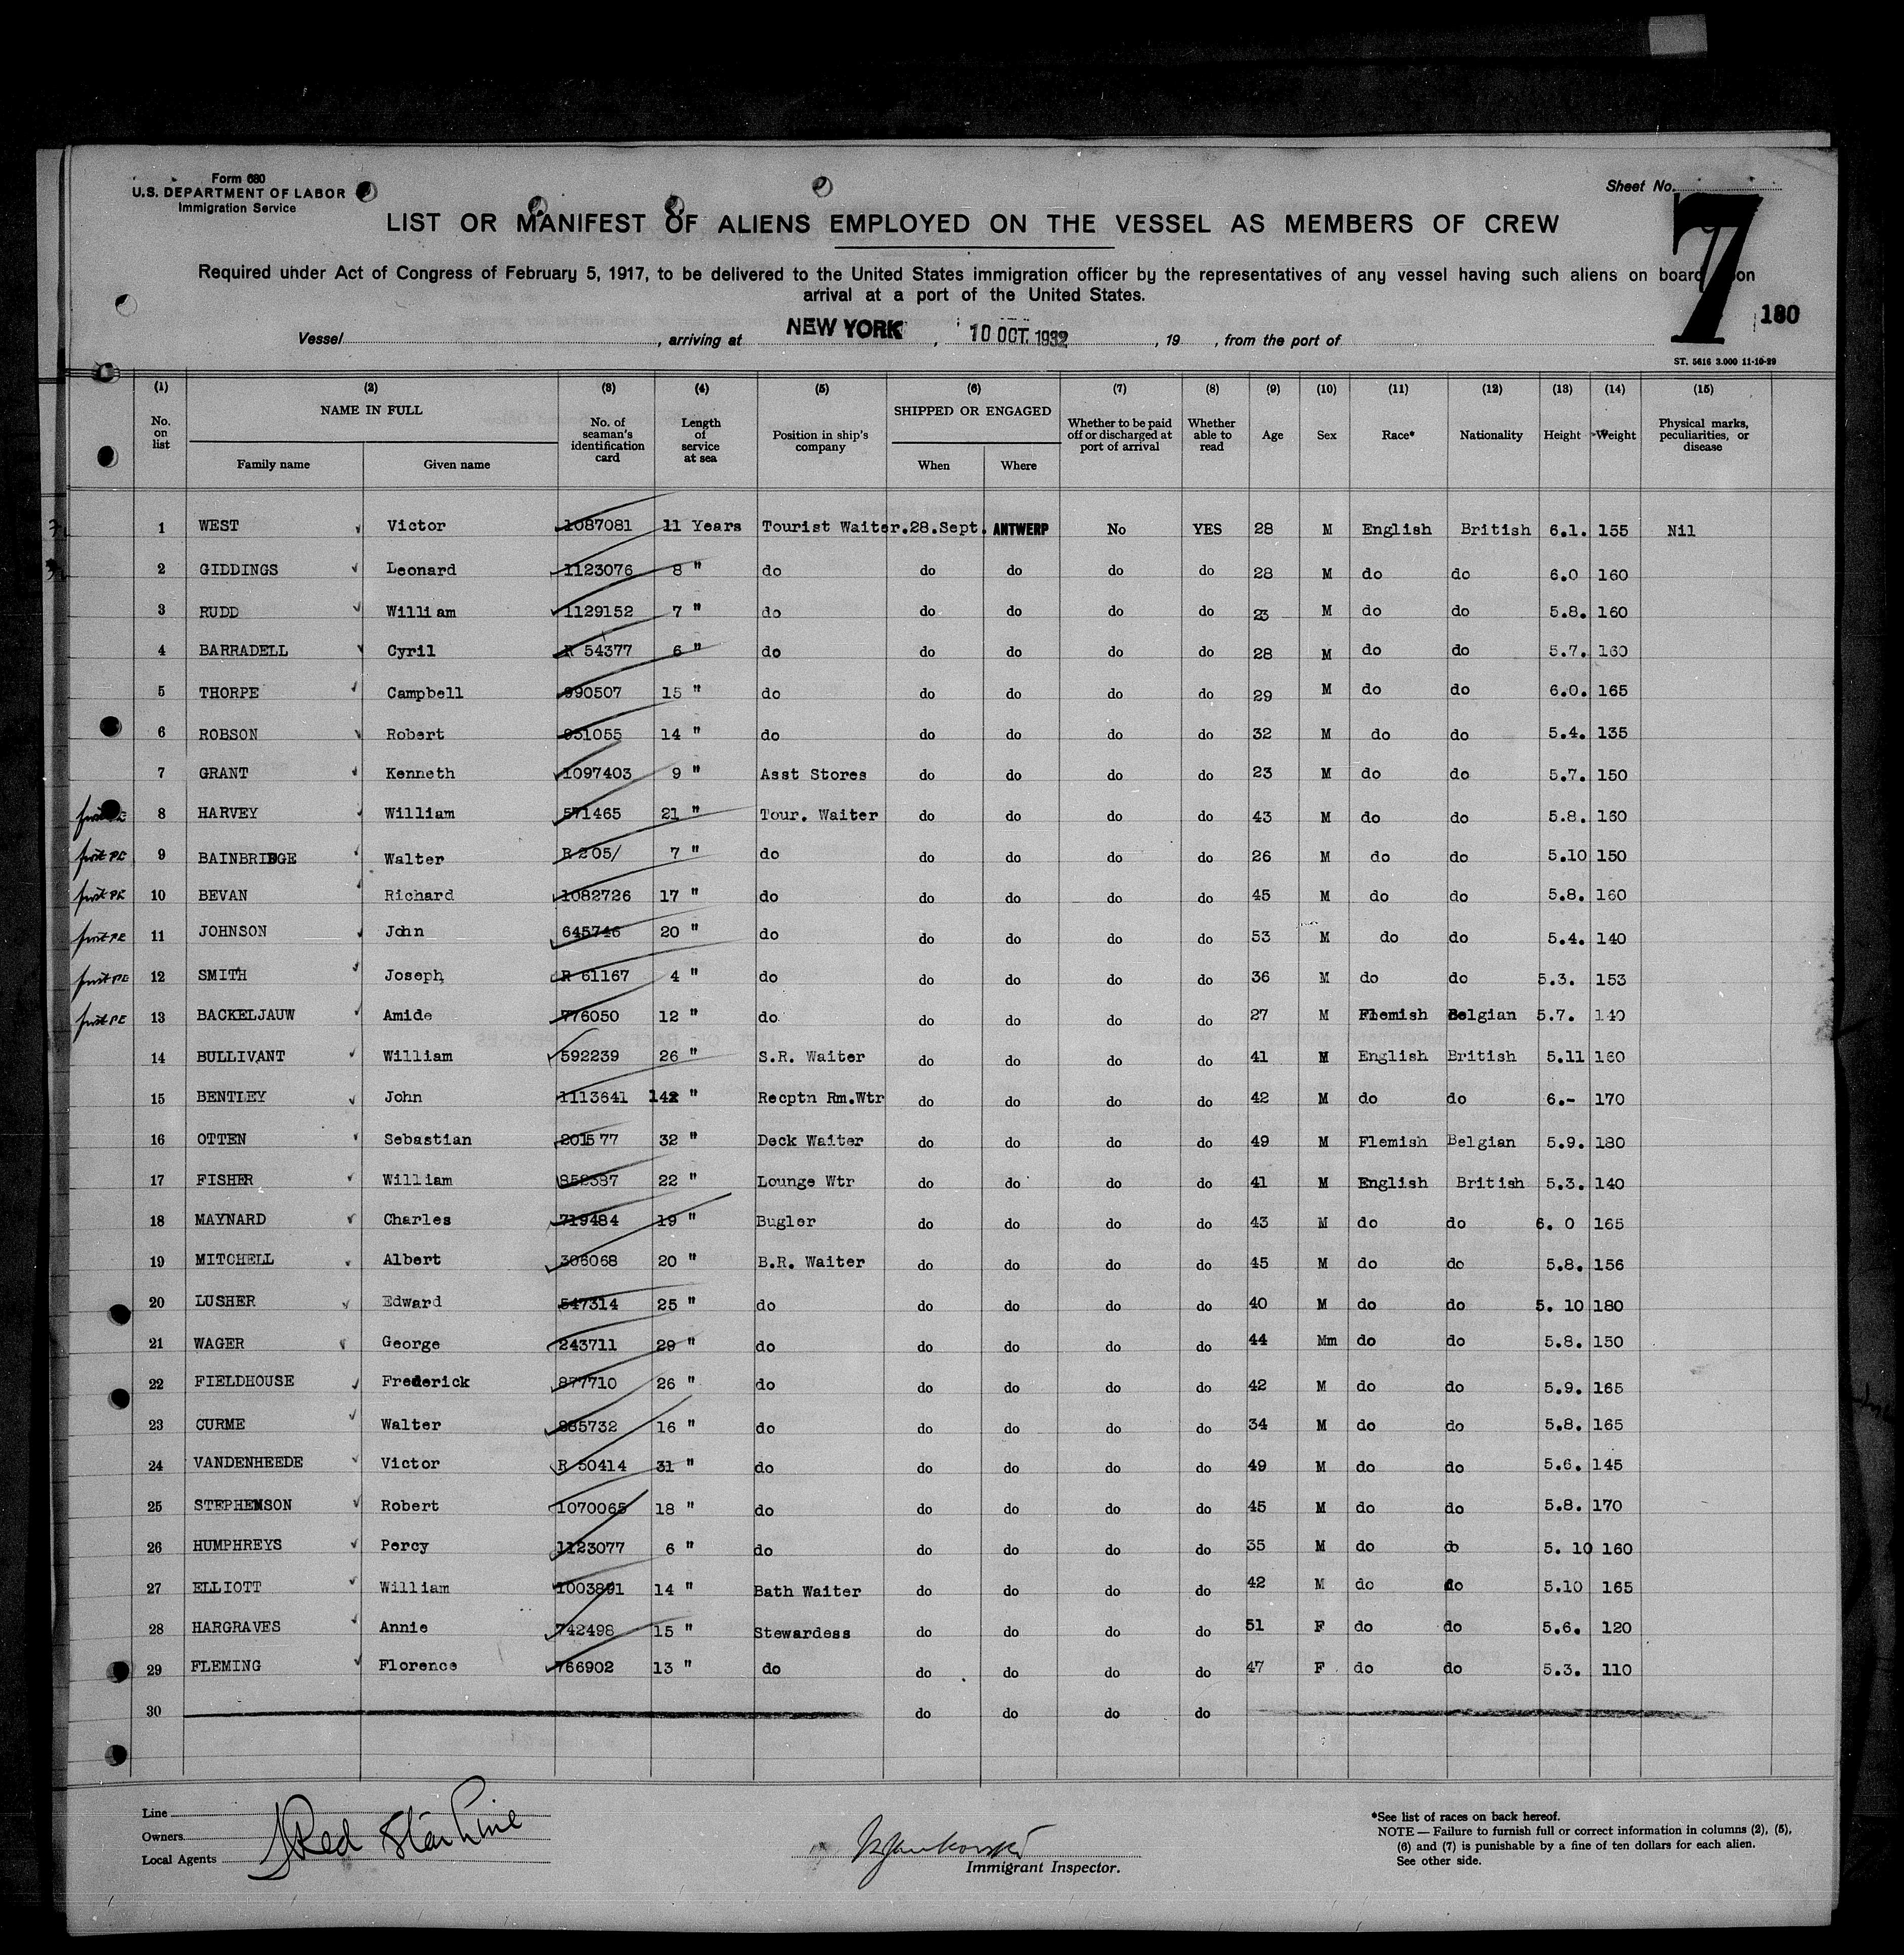 Form 680
U.S. DEPARTMENT OF LABOR
Immigration Service
Sheet No.
7
180
LIST OR MANIFEST OF ALIENS EMPLOYED ON THE VESSEL AS MEMBERS OF CREW
Required under Act of Congress of February 5, 1917, to be delivered to the United States immigration officer by the representatives of any vessel having such aliens on board upon
arrival at a port of the United States.
Vessel , arriving at NEW YORK , 10 OCT. 1932 , 19 , from the port of
ST. 5616 3.000 11-10-29
(1) (2) (3) (4) (5) (6) (7) (8) (9) (10) (11) (12) (13) (14) (15)
No. on list NAME IN FULL Family name Given name No. of seaman's identification card Length of service at sea Position in ship's company SHIPPED OR ENGAGED When Where Whether to be paid off or discharged at port of arrival Whether able to read Age Sex Race* Nationality Height Weight Physical marks, peculiarities, or disease
1 WEST Victor 1087081 11 Years Tourist Waiter. 28.Sept. ANTWERP No YES 28 M English British 6.1. 155 Nil
2 GIDDINGS Leonard 1123076 8 " do do do do do 28 M do do 6.0 160
3 RUDD William 1129152 7 " do do do do do 23 M do do 5.8. 160
4 BARRADELL Cyril R 54377 6 " do do do do do 28 M do do 5.7. 160
5 THORPE Campbell 990507 15 " do do do do do 29 M do do 6.0. 165
6 ROBSON Robert 951055 14 " do do do do do 32 M do do 5.4. 135
7 GRANT Kenneth 1097403 9 " Asst Stores do do do do 23 M do do 5.7. 150
8 HARVEY William 571465 21 " Tour. Waiter do do do do 43 M do do 5.8. 160
9 BAINBRIDGE Walter R 205/ 7 " do do do do do 26 M do do 5.10 150
10 BEVAN Richard 1082726 17 " do do do do do 45 M do do 5.8. 160
11 JOHNSON John 645746 20 " do do do do do 53 M do do 5.4. 140
12 SMITH Joseph R 61167 4 " do do do do do 36 M do do 5.3. 153
13 BACKELJAUW Amide 776050 12 " do do do do do 27 M Flemish Belgian 5.7. 140
14 BULLIVANT William 592239 26 " S.R. Waiter do do do do 41 M English British 5.11 160
15 BENTLEY John 1113641 " Recptn Rm.Wtr do do do do 42 M do do 6.- 170
16 OTTEN Sebastian 201577 32 " Deck Waiter do do do do 49 M Flemish Belgian 5.9. 180
17 FISHER William 852387 22 " Lounge Wtr do do do do 41 M English British 5.3. 140
18 MAYNARD Charles 719484 19 " Bugler do do do do 43 M do do 6. 0 165
19 MITCHELL Albert 306068 20 " B.R. Waiter do do do do 45 M do do 5.8. 156
20 LUSHER Edward 547314 25 " do do do do do 40 M do do 5. 10 180
21 WAGER George 243711 29 " do do do do do 44 Mm do do 5.8. 150
22 FIELDHOUSE Frederick 877710 26 " do do do do do 42 M do do 5.9. 165
23 CURME Walter 885732 16 " do do do do do 34 M do do 5.8. 165
24 VANDENHEEDE Victor R 50414 31 " do do do do do 49 M do do 5.6. 145
25 STEPHENSON Robert 1070065 18 " do do do do do 45 M do do 5.8. 170
26 HUMPHREYS Percy 1123077 6 " do do do do do 35 M do do 5. 10 160
27 ELLIOTT William 1003891 14 " Bath Waiter do do do do 42 M do do 5.10 165
28 HARGRAVES Annie 742498 15 " Stewardess do do do do 51 F do do 5.6. 120
29 FLEMING Florence 766902 13 " do do do do do 47 F do do 5.3. 110
30 do do do do
Line
Owners
Local Agents
Red Star Line
Immigrant Inspector.
*See list of races on back hereof.
NOTE — Failure to furnish full or correct information in columns (2), (5),
(6) and (7) is punishable by a fine of ten dollars for each alien.
See other side.